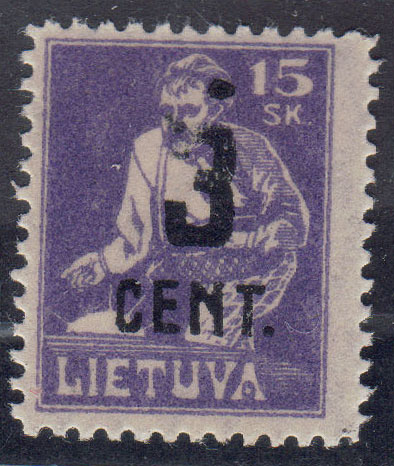 15
SK.
3
CENT.
LIETUVA